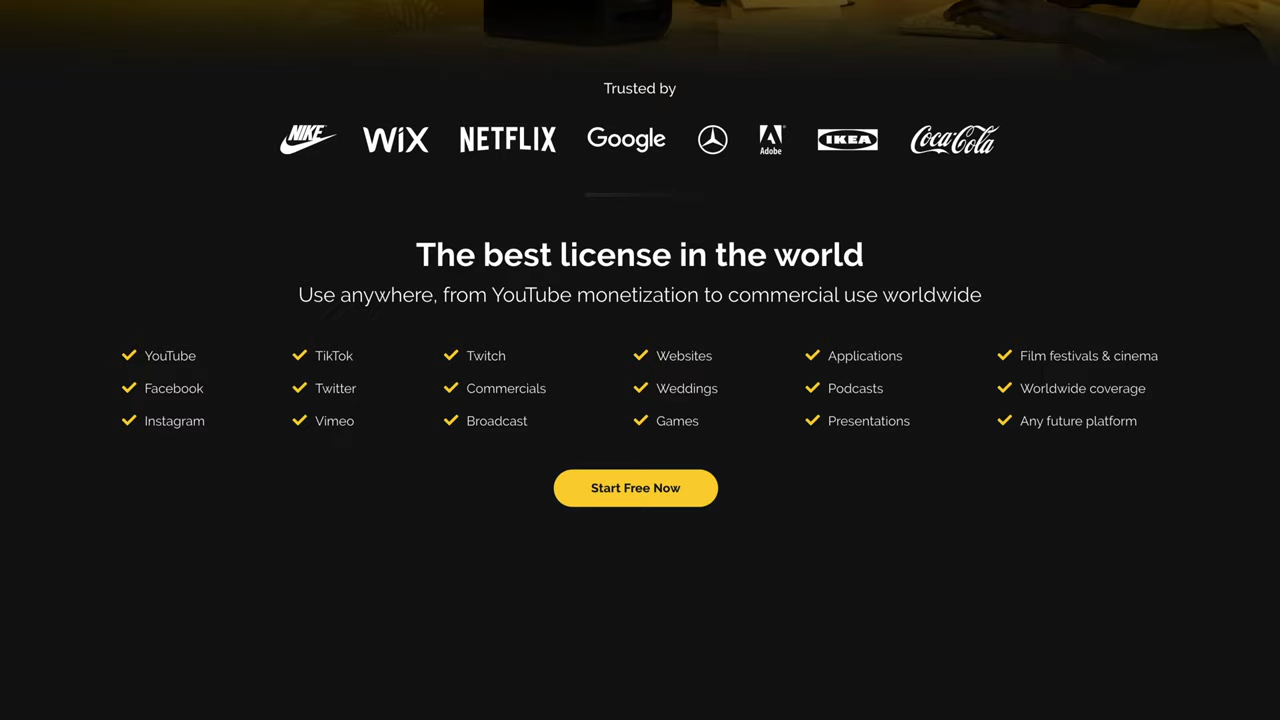 Trusted by
NIKE WiX NETFLIX Google Adobe IKEA Coca-Cola
The best license in the world
Use anywhere, from YouTube monetization to commercial use worldwide
YouTube TikTok Twitch Websites Applications Film festivals & cinema
Facebook Twitter Commercials Weddings Podcasts Worldwide coverage
Instagram Vimeo Broadcast Games Presentations Any future platform
Start Free Now